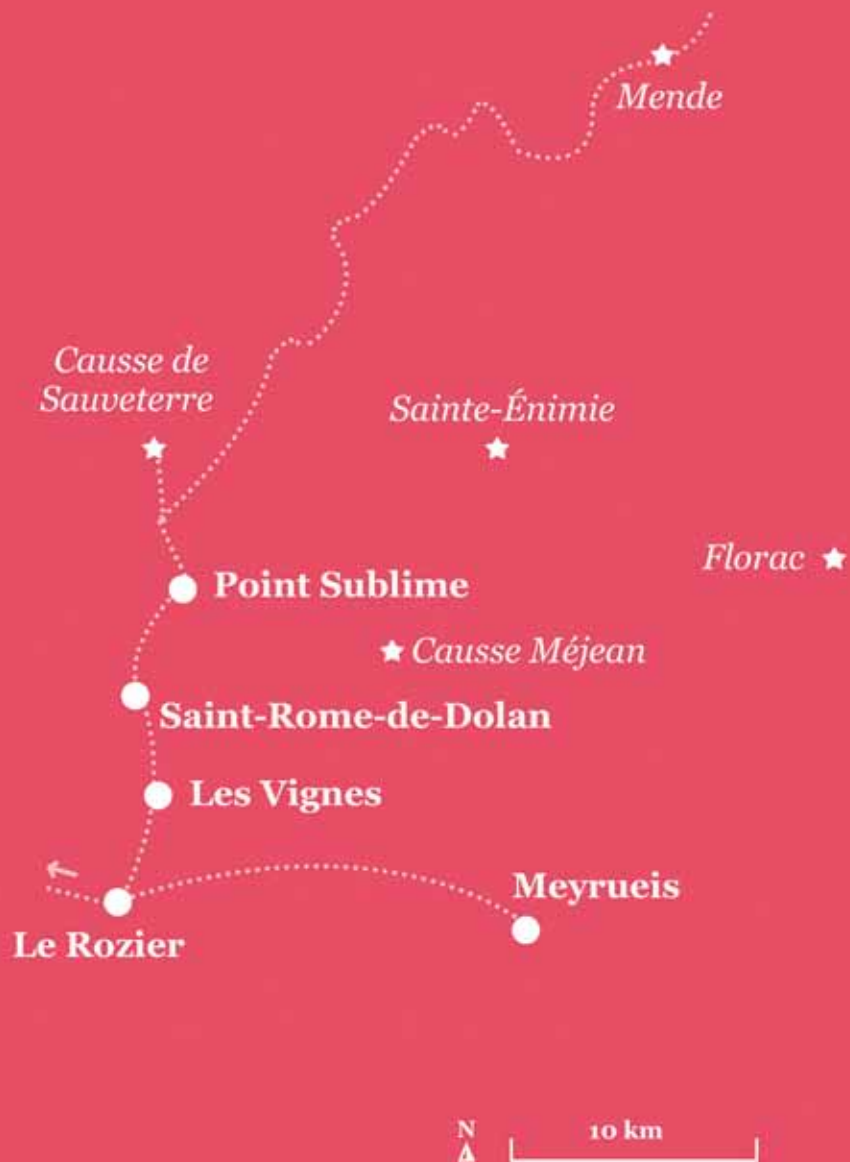 Mende
Causse de
Sauveterre
Sainte-Énimie
Florac
Point Sublime
Causse Méjean
Saint-Rome-de-Dolan
Les Vignes
Meyrueis
Le Rozier
N
10 km